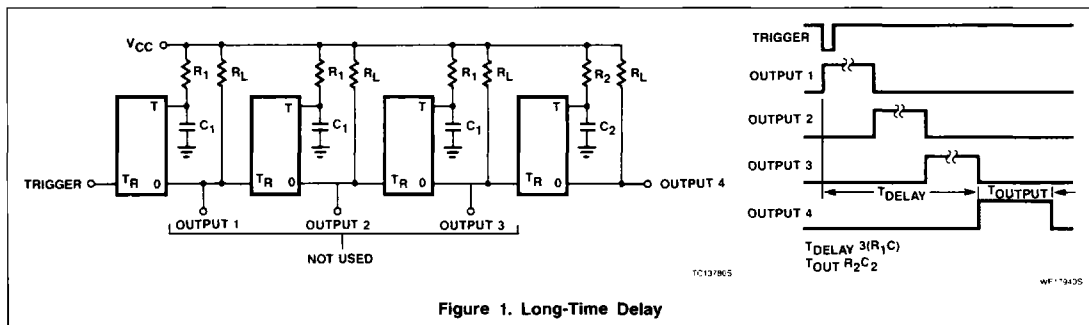 VCC
R1 RL R1 RL R1 RL R2 RL
T T T T
C1 C1 C1 C2
TRIGGER TR 0 TR 0 TR 0 TR 0 OUTPUT 4
OUTPUT 1 OUTPUT 2 OUTPUT 3
NOT USED
TC13780S
TRIGGER
OUTPUT 1
OUTPUT 2
OUTPUT 3
TDELAY TOUTPUT
OUTPUT 4
TDELAY 3(R1C)
TOUT R2C2
Figure 1. Long-Time Delay